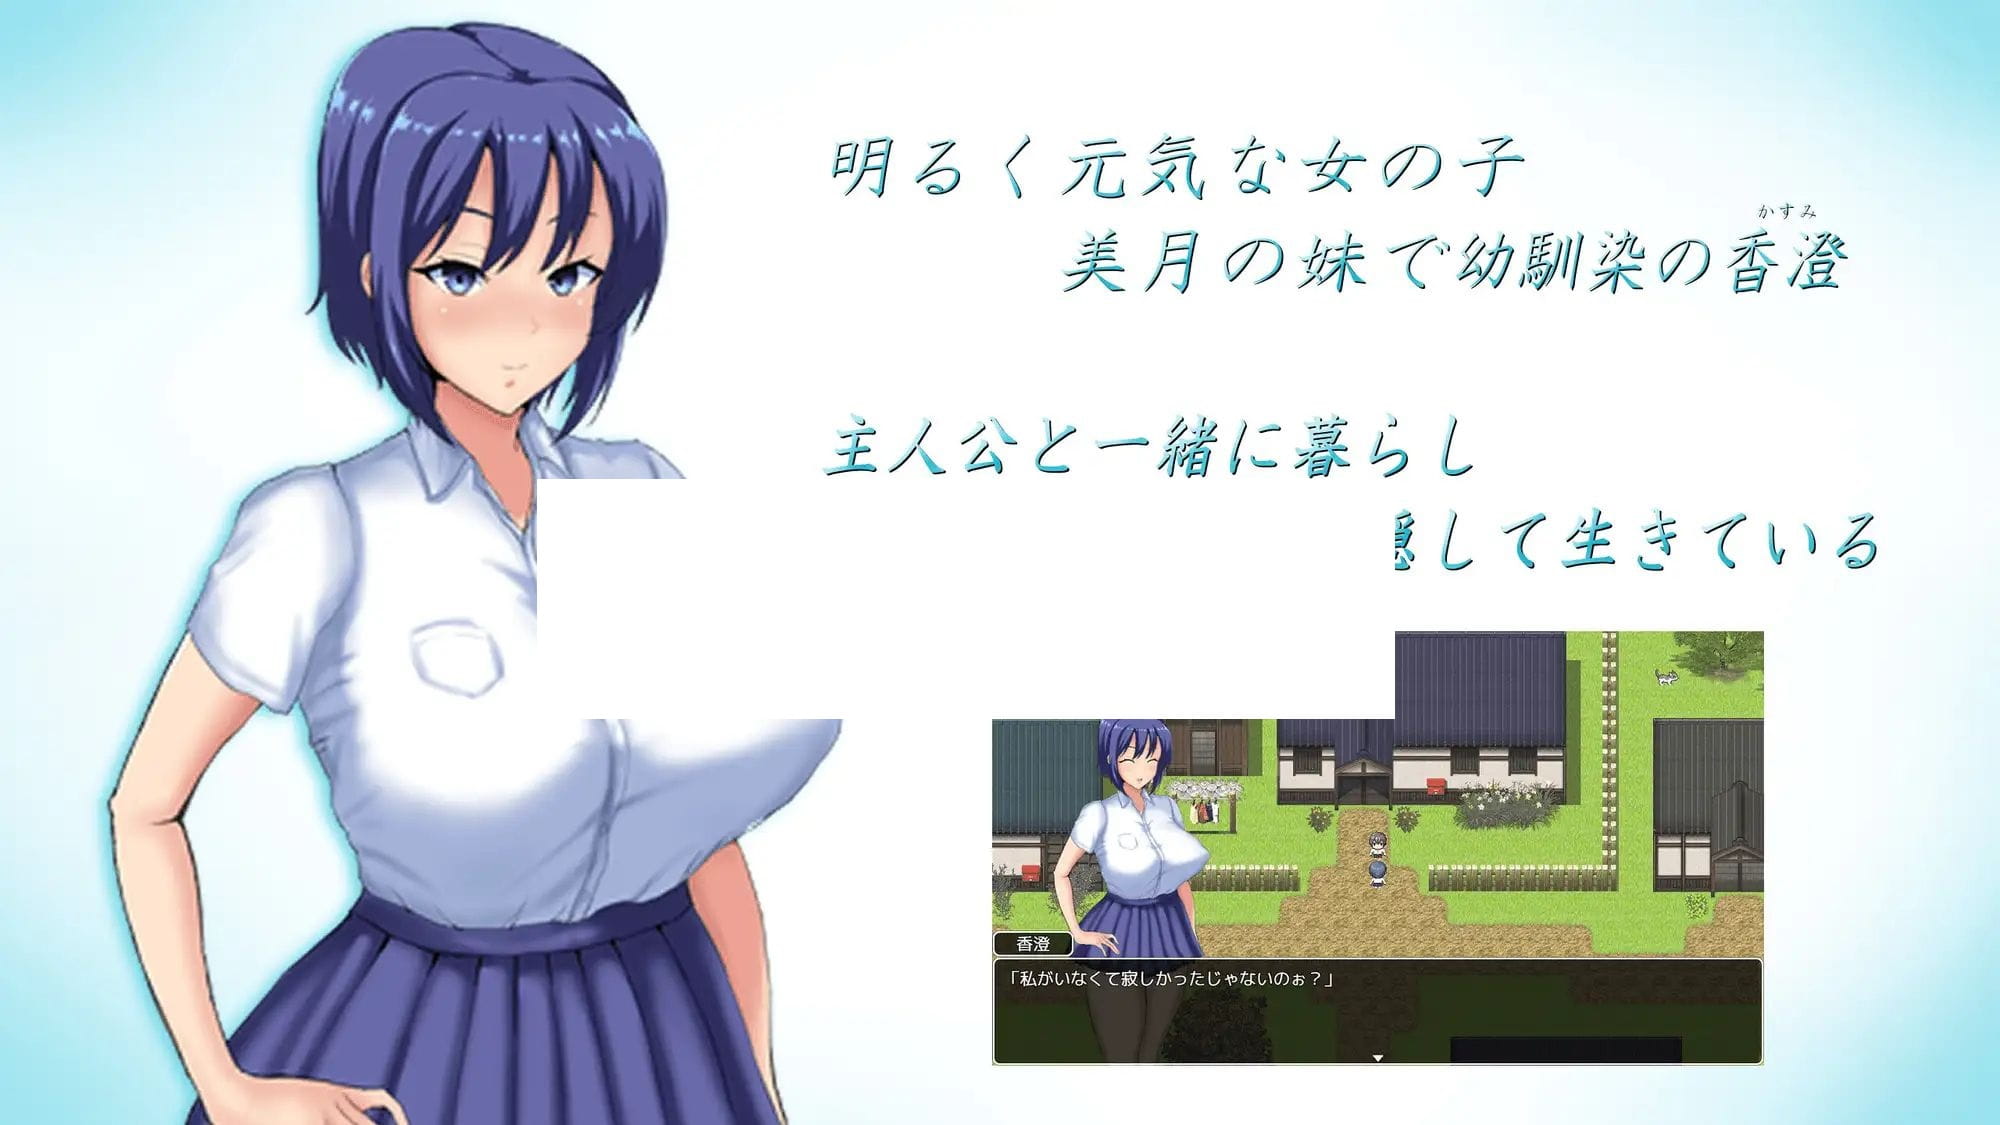 明るく元気な女の子
かすみ
美月の妹で幼馴染の香澄
主人公と一緒に暮らし
隠して生きている
香澄
「私がいなくて寂しかったじゃないのぉ？」